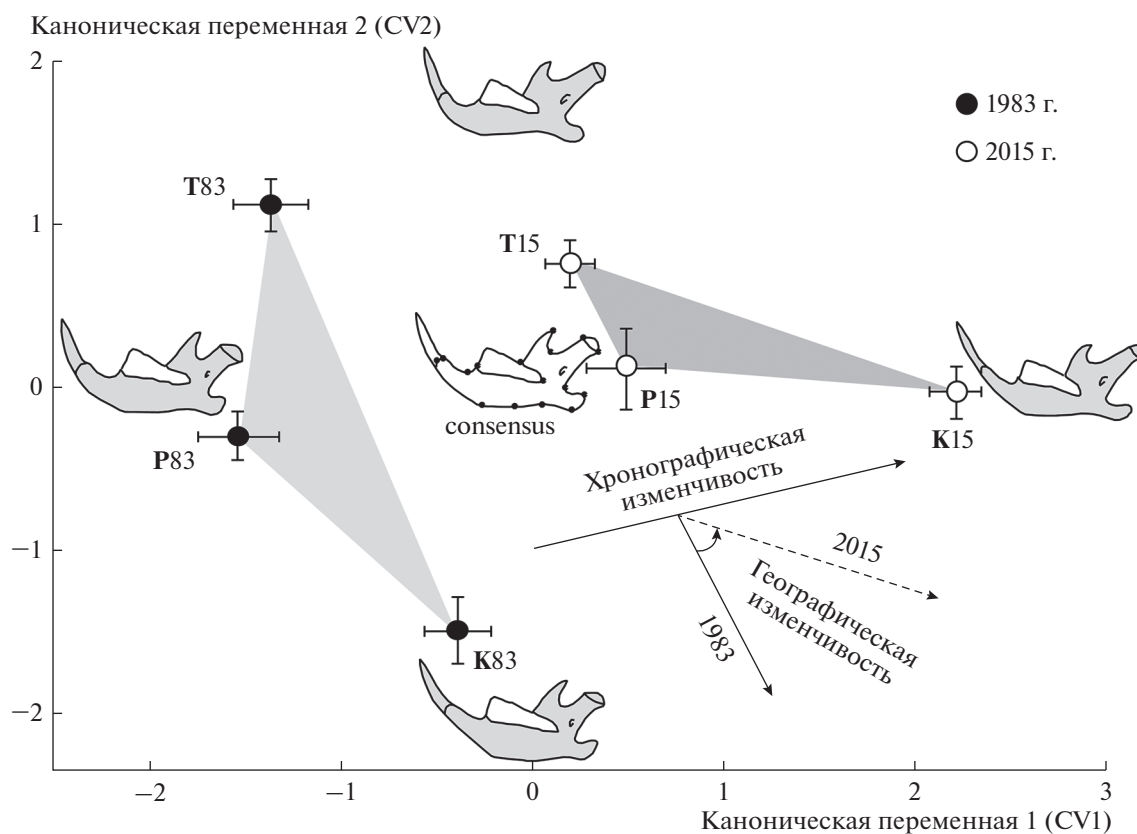 Каноническая переменная 2 (CV2)
2
1
0
−1
−2
1983 г.
2015 г.
T83
T15
P83
consensus
P15
K15
K83
Хронографическая
изменчивость
2015
Географическая
изменчивость
1983
−2
−1
0
1
2
3
Каноническая переменная 1 (CV1)